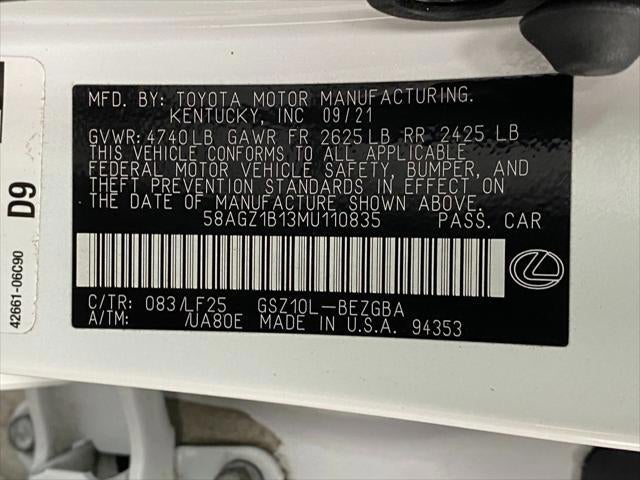 MFD. BY: TOYOTA MOTOR MANUFACTURING.
KENTUCKY, INC 09/21
GVWR: 4740 LB GAWR FR 2625 LB RR 2425 LB
THIS VEHICLE CONFORMS TO ALL APPLICABLE
FEDERAL MOTOR VEHICLE SAFETY, BUMPER, AND
THEFT PREVENTION STANDARDS IN EFFECT ON
THE DATE OF MANUFACTURE SHOWN ABOVE.
58AGZ1B13MU110835 PASS. CAR
C/TR: 083/LF25 GSZ10L-BEZGBA
A/TM: /UA80E MADE IN U.S.A. 94353
D9
42661-06C90